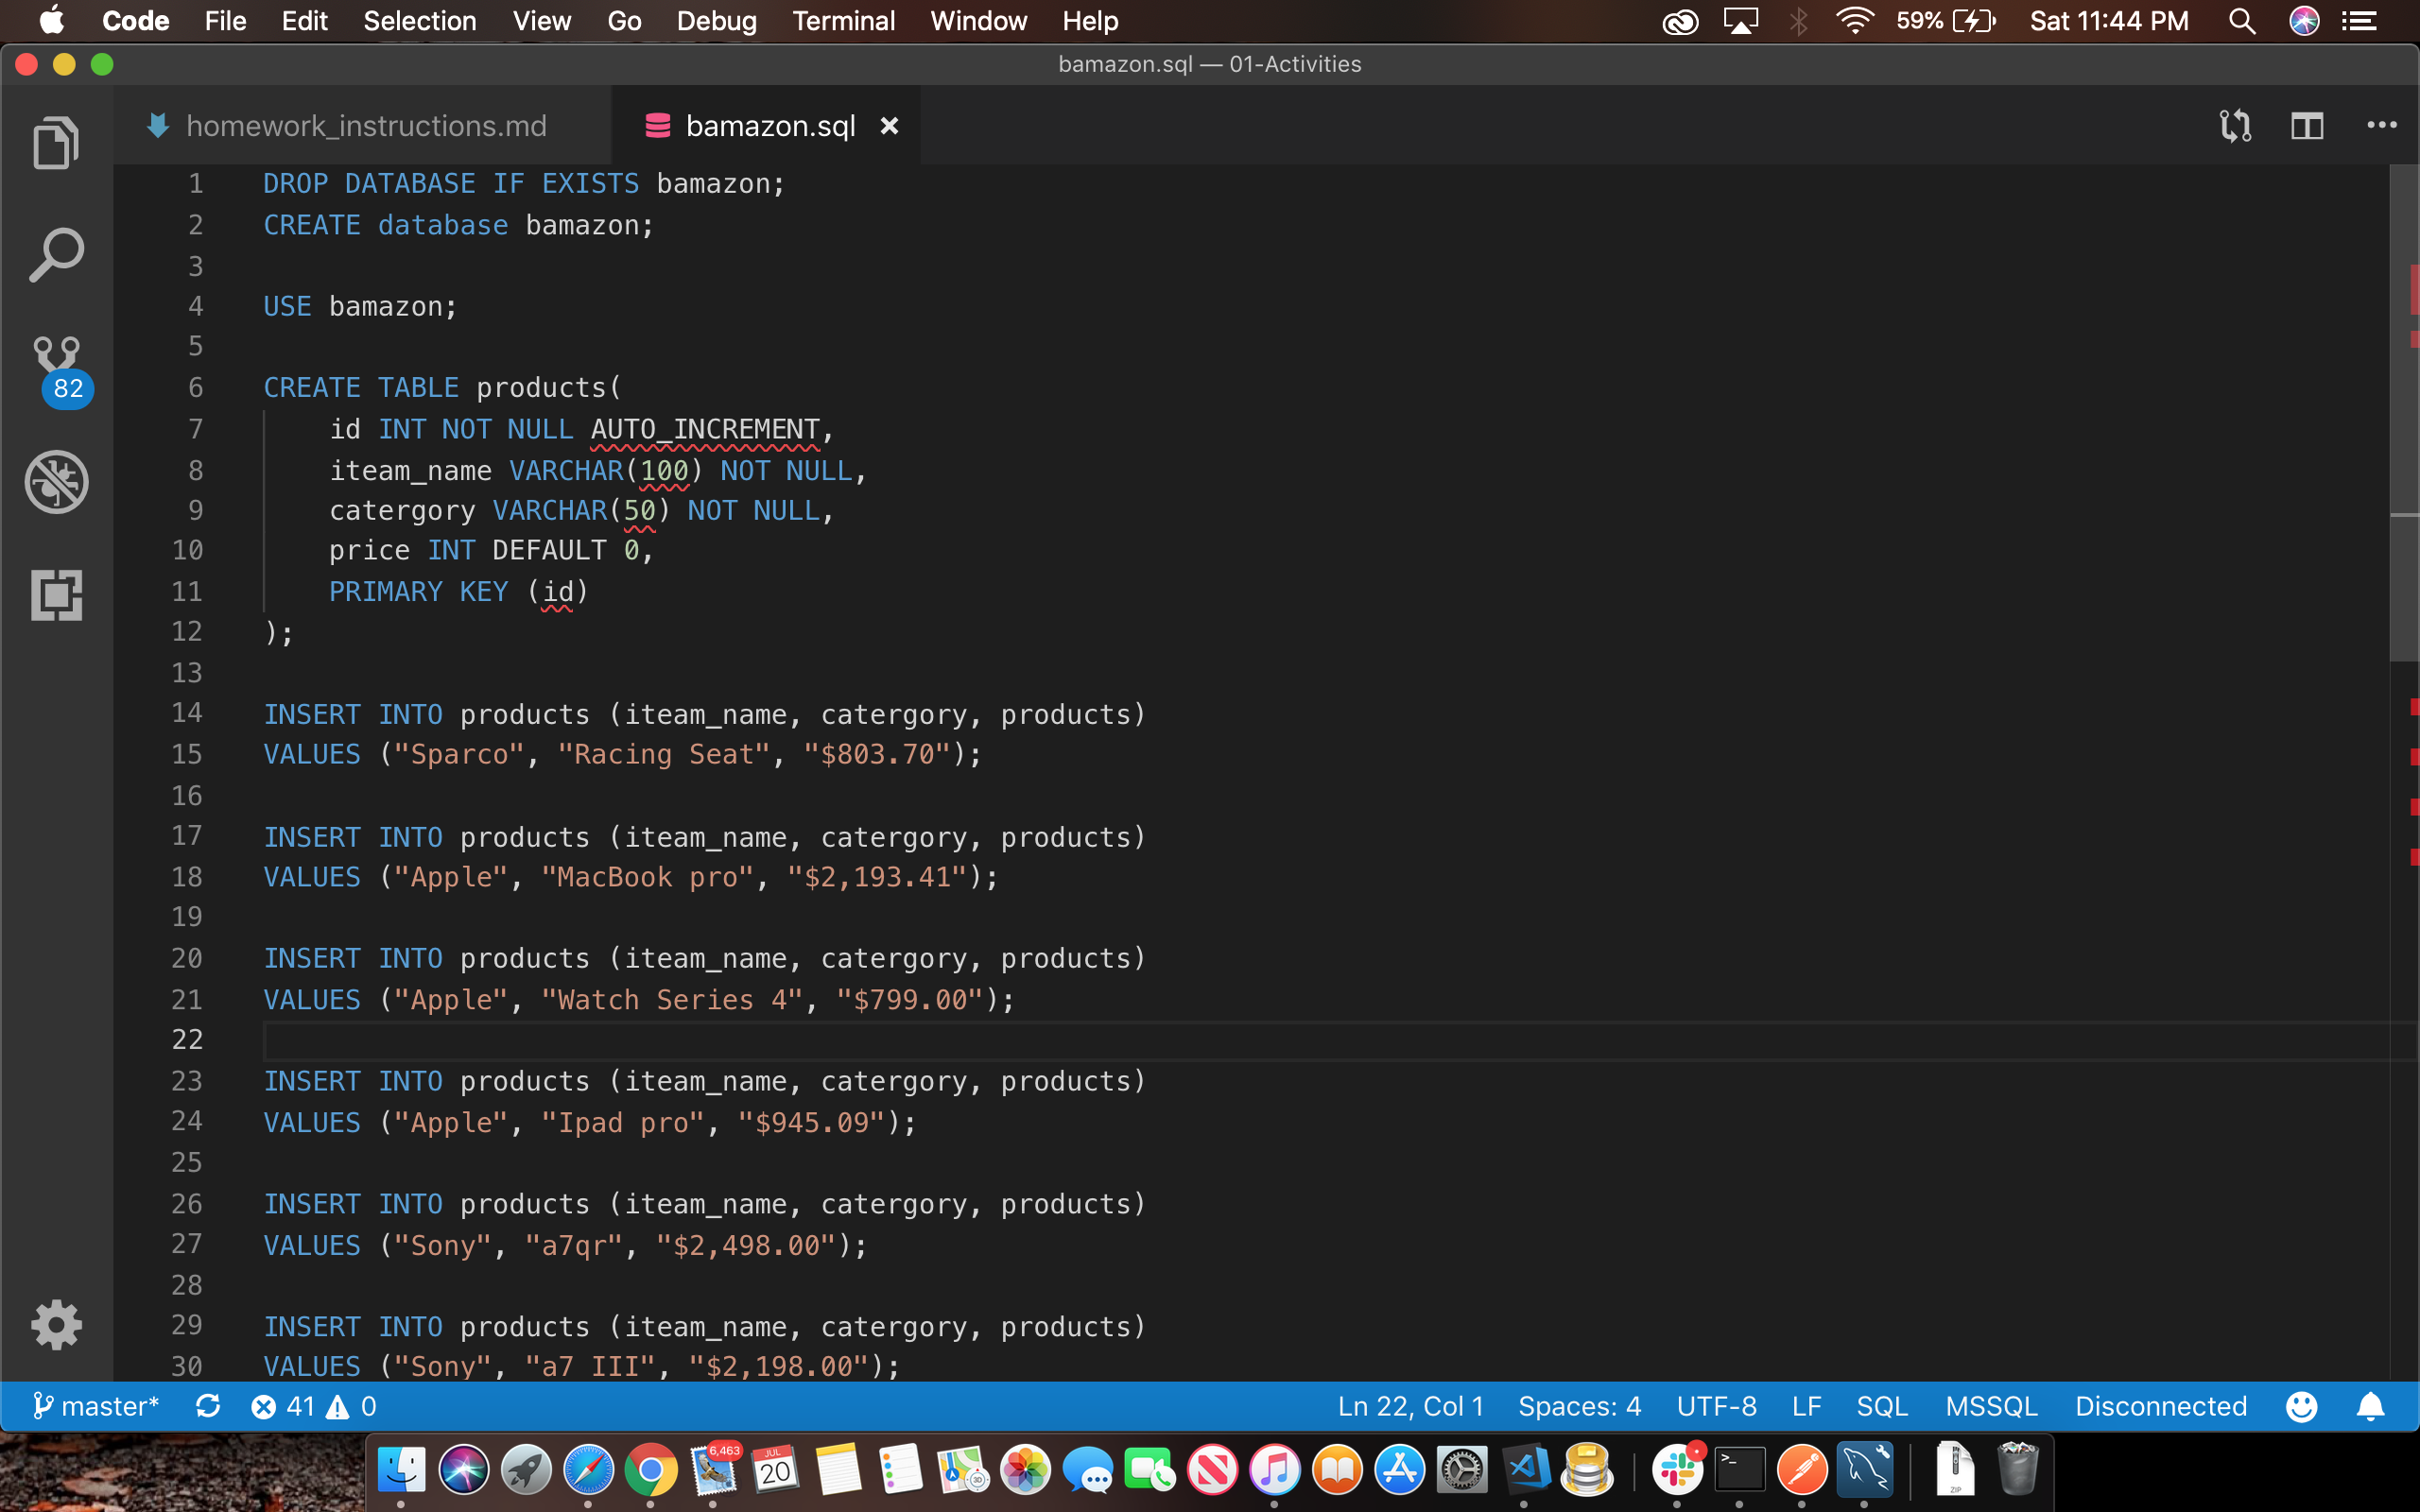 Code File Edit Selection View Go Debug Terminal Window Help 59% Sat 11:44 PM
bamazon.sql — 01-Activities
homework_instructions.md bamazon.sql
1 DROP DATABASE IF EXISTS bamazon;
2 CREATE database bamazon;
3
4 USE bamazon;
5
6 CREATE TABLE products(
7 id INT NOT NULL AUTO_INCREMENT,
8 iteam_name VARCHAR(100) NOT NULL,
9 catergory VARCHAR(50) NOT NULL,
10 price INT DEFAULT 0,
11 PRIMARY KEY (id)
12 );
13
14 INSERT INTO products (iteam_name, catergory, products)
15 VALUES ("Sparco", "Racing Seat", "$803.70");
16
17 INSERT INTO products (iteam_name, catergory, products)
18 VALUES ("Apple", "MacBook pro", "$2,193.41");
19
20 INSERT INTO products (iteam_name, catergory, products)
21 VALUES ("Apple", "Watch Series 4", "$799.00");
22
23 INSERT INTO products (iteam_name, catergory, products)
24 VALUES ("Apple", "Ipad pro", "$945.09");
25
26 INSERT INTO products (iteam_name, catergory, products)
27 VALUES ("Sony", "a7qr", "$2,498.00");
28
29 INSERT INTO products (iteam_name, catergory, products)
30 VALUES ("Sony", "a7 III", "$2,198.00");
82
master* 41 0 Ln 22, Col 1 Spaces: 4 UTF-8 LF SQL MSSQL Disconnected
6,463
JUL
20
ZIP